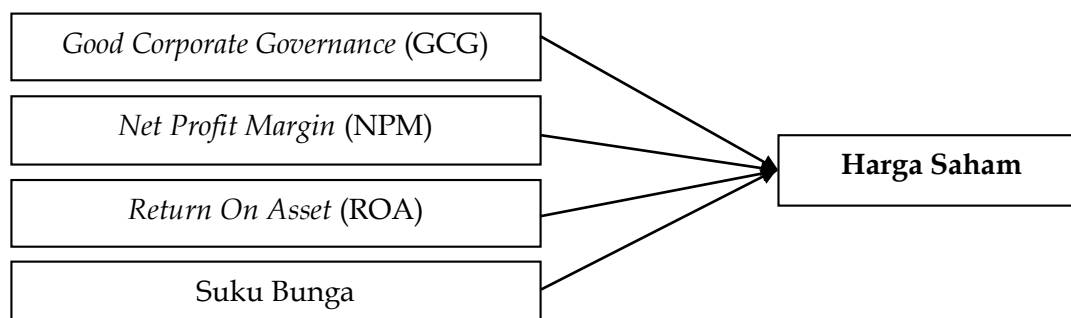 Good Corporate Governance (GCG)
Net Profit Margin (NPM)
Harga Saham
Return On Asset (ROA)
Suku Bunga